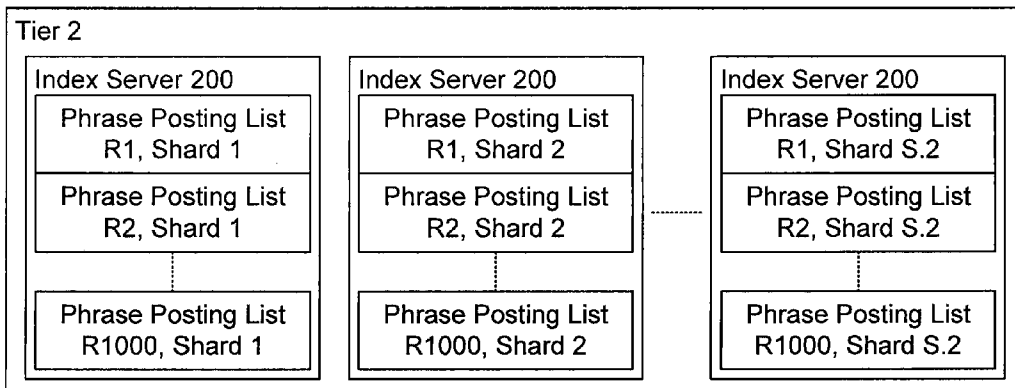 Tier 2
Index Server 200
Phrase Posting List
R1, Shard 1
Phrase Posting List
R2, Shard 1
Phrase Posting List
R1000, Shard 1
Index Server 200
Phrase Posting List
R1, Shard 2
Phrase Posting List
R2, Shard 2
Phrase Posting List
R1000, Shard 2
Index Server 200
Phrase Posting List
R1, Shard S.2
Phrase Posting List
R2, Shard S.2
Phrase Posting List
R1000, Shard S.2